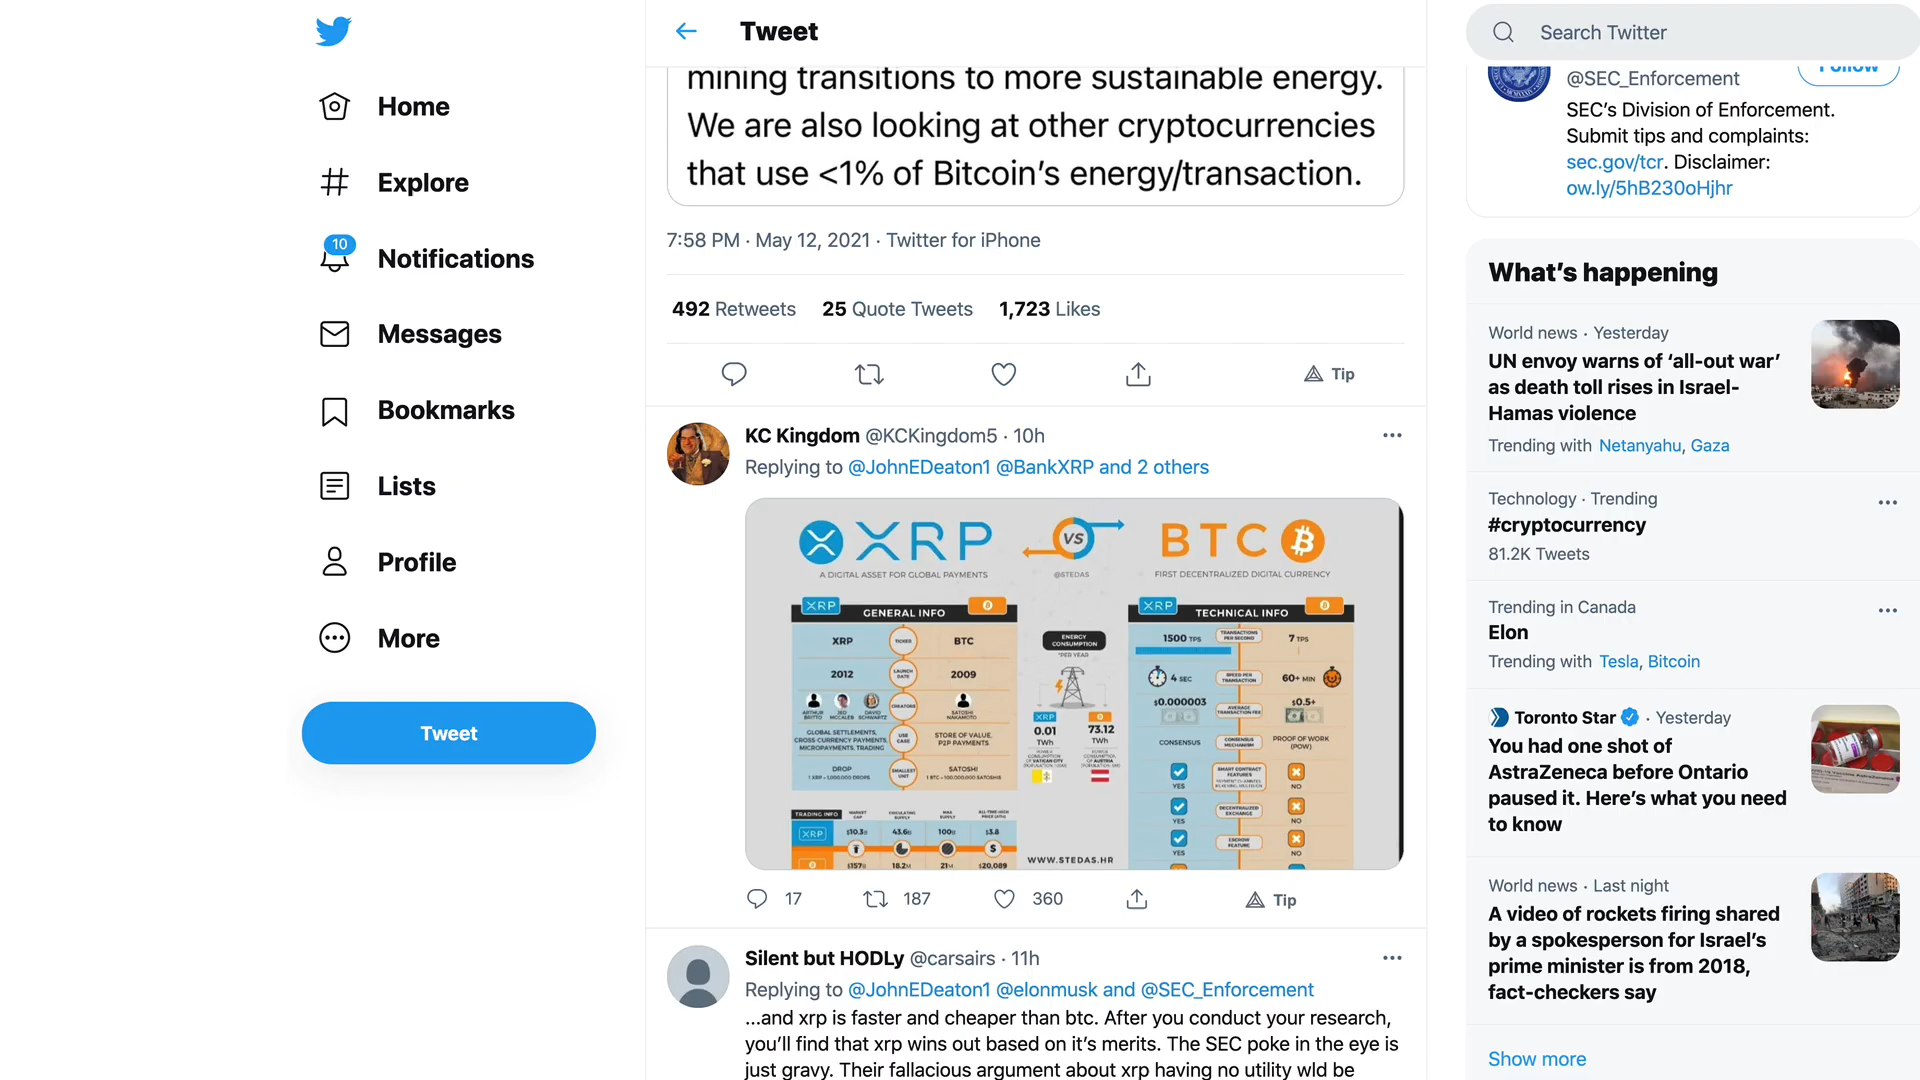 Home
Explore
10
Notifications
Messages
Bookmarks
Lists
Profile
More
Tweet
Tweet
mining transitions to more sustainable energy.
We are also looking at other cryptocurrencies
that use <1% of Bitcoin's energy/transaction.
7:58 PM · May 12, 2021 · Twitter for iPhone
492 Retweets 25 Quote Tweets 1,723 Likes
Tip
KC Kingdom @KCKingdom5 · 10h
Replying to @JohnEDeaton1 @BankXRP and 2 others
XRP VS BTC
A DIGITAL ASSET FOR GLOBAL PAYMENTS @STEDAS FIRST DECENTRALIZED DIGITAL CURRENCY
XRP GENERAL INFO
XRP TICKER BTC
2012 LAUNCH DATE 2009
ARTHUR BRITTO JED MCCALEB DAVID SCHWARTZ CREATORS SATOSHI NAKAMOTO
GLOBAL SETTLEMENTS,
CROSS-CURRENCY PAYMENTS,
MICROPAYMENTS, TRADING
USE CASE
STORE OF VALUE,
P2P PAYMENTS
DROP SMALLEST UNIT SATOSHI
1 XRP = 1,000,000 DROPS 1 BTC = 100,000,000 SATOSHIS
TRADING INFO MARKET CAP CIRCULATING SUPPLY MAX SUPPLY ALL-TIME HIGH PRICE (ATH)
XRP $10.3B 43.6B 100B $3.8
$157B 18.2M 21M $20,089
ENERGY
CONSUMPTION
*PER YEAR
XRP
0.01 73.12
TWh TWh
POWER CONSUMPTION OF VATICAN CITY POWER CONSUMPTION OF AUSTRIA
WWW.STEDAS.HR
XRP TECHNICAL INFO
1500 TPS TRANSACTIONS PER SECOND 7 TPS
4 SEC SPEED PER TRANSACTION 60+ MIN
$0.000003 AVERAGE TRANSACTION FEE $0.5+
CONSENSUS CONSENSUS MECHANISM PROOF OF WORK (POW)
YES SMART CONTRACT FEATURES NO
YES DECENTRALIZED EXCHANGE NO
YES ESCROW FEATURE NO
17 187 360 Tip
Silent but HODLy @carsairs · 11h
Replying to @JohnEDeaton1 @elonmusk and @SEC_Enforcement
...and xrp is faster and cheaper than btc. After you conduct your research,
you'll find that xrp wins out based on it's merits. The SEC poke in the eye is
just gravy. Their fallacious argument about xrp having no utility wld be
Search Twitter
@SEC_Enforcement
Follow
SEC's Division of Enforcement.
Submit tips and complaints:
sec.gov/tcr. Disclaimer:
ow.ly/5hB230oHjhr
What's happening
World news · Yesterday
UN envoy warns of 'all-out war'
as death toll rises in Israel-
Hamas violence
Trending with Netanyahu, Gaza
Technology · Trending
#cryptocurrency
81.2K Tweets
Trending in Canada
Elon
Trending with Tesla, Bitcoin
Toronto Star · Yesterday
You had one shot of
AstraZeneca before Ontario
paused it. Here's what you need
to know
World news · Last night
A video of rockets firing shared
by a spokesperson for Israel's
prime minister is from 2018,
fact-checkers say
Show more